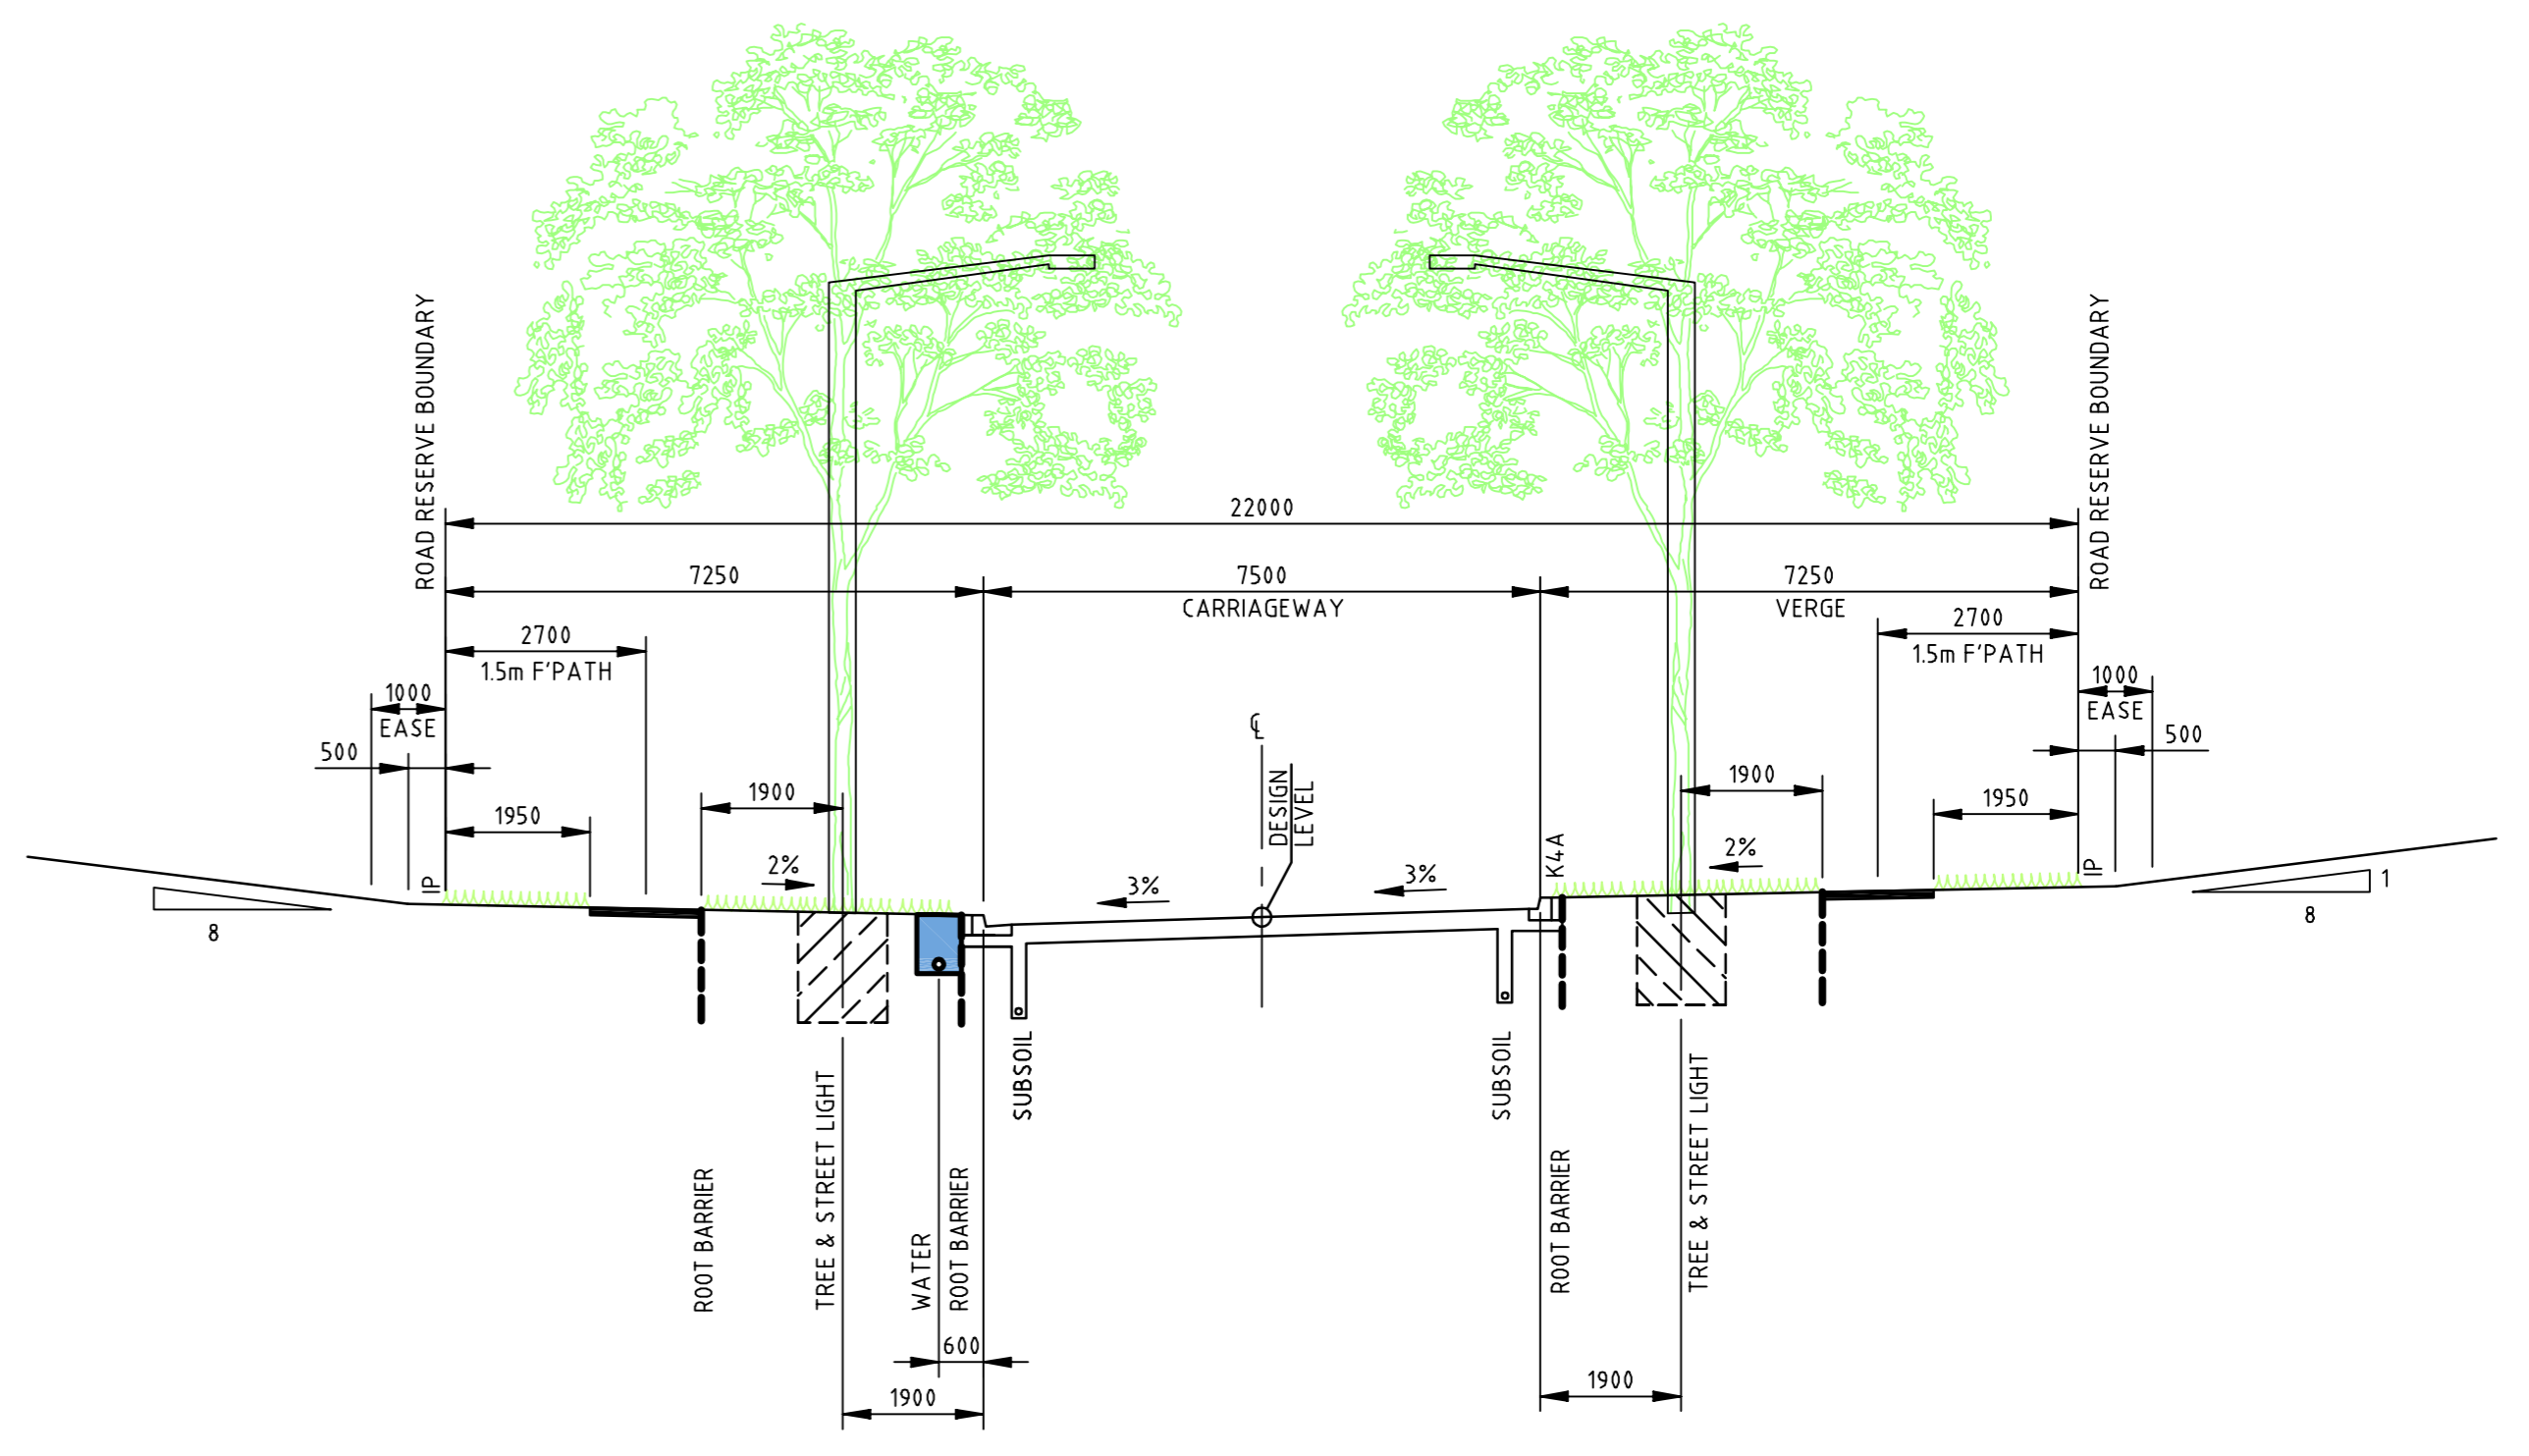 ROAD RESERVE BOUNDARY
ROAD RESERVE BOUNDARY
22000
7250
7500
7250
CARRIAGEWAY
VERGE
2700
1.5m F'PATH
2700
1.5m F'PATH
1000
EASE
1000
EASE
500
500
1900
1900
1950
1950
℄
DESIGN
LEVEL
IP
2%
3%
3%
K4A
2%
IP
8
1
8
SUBSOIL
SUBSOIL
ROOT BARRIER
TREE & STREET LIGHT
WATER
ROOT BARRIER
ROOT BARRIER
TREE & STREET LIGHT
600
1900
1900